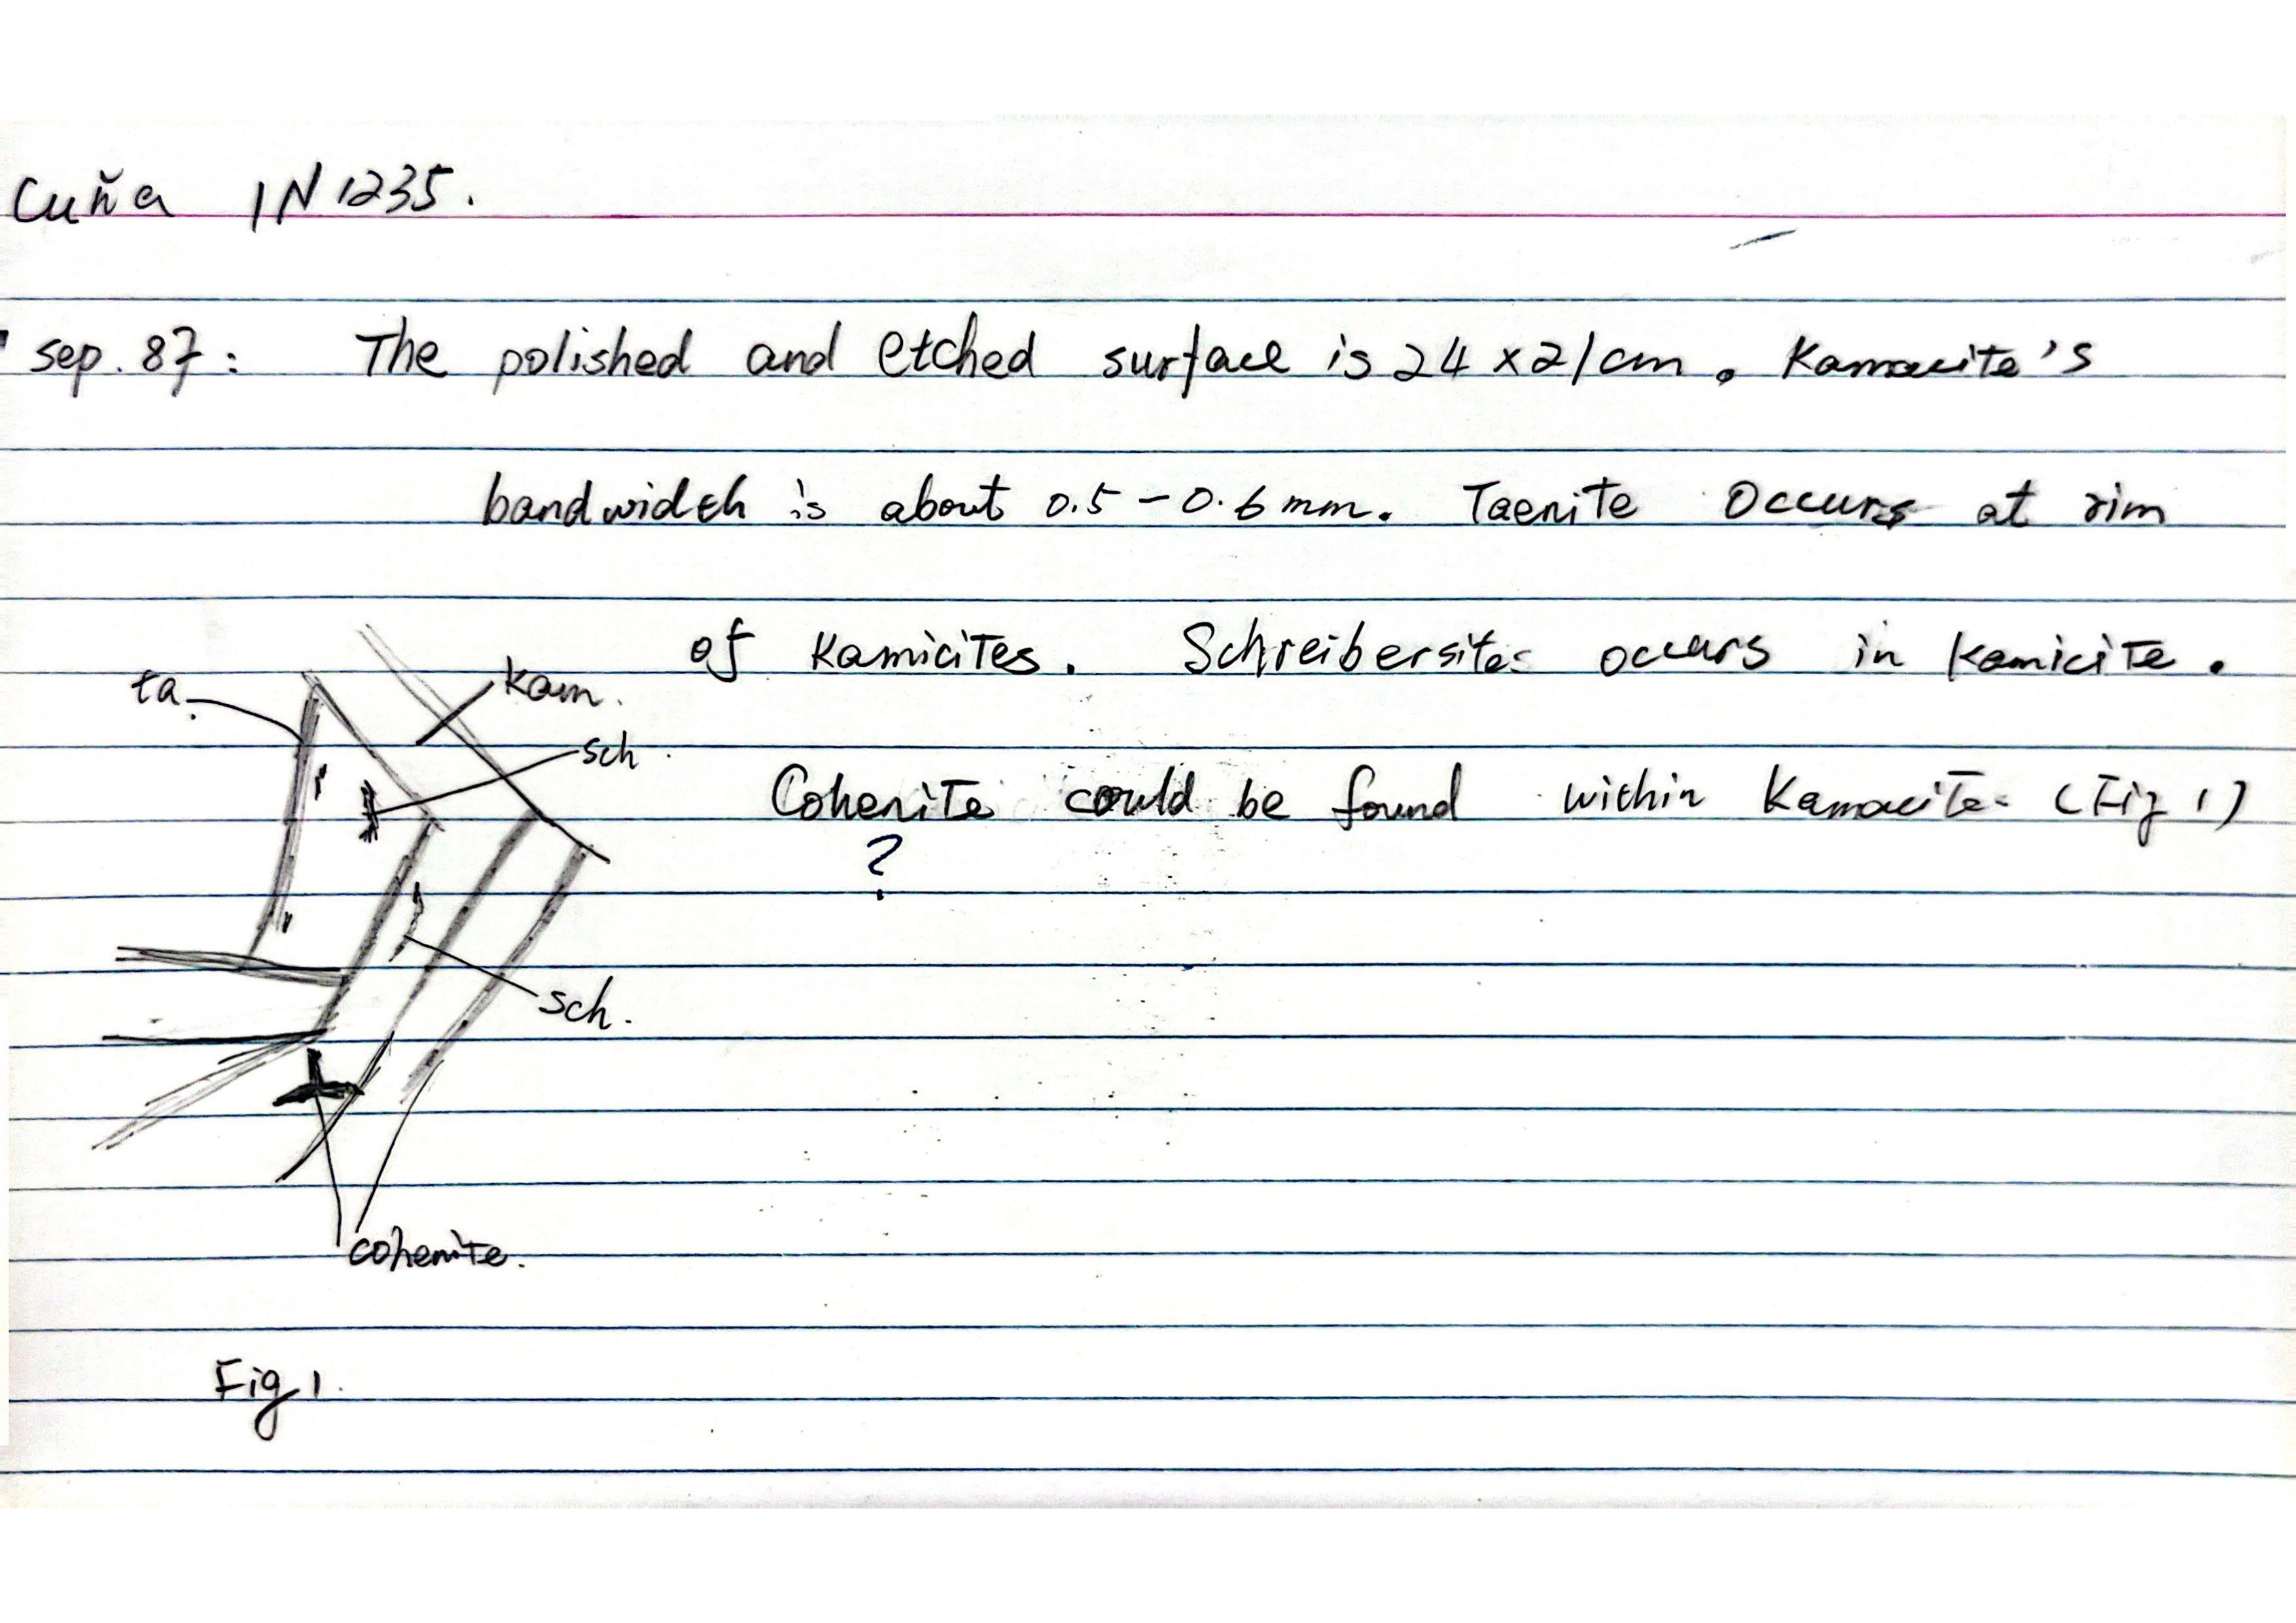 Cuña IN 1235.
sep. 87: The polished and etched surface is 24 x 21 cm. Kamacite's
bandwidth is about 0.5 - 0.6 mm. Taenite occurs at rim
of Kamicites. Schreibersites occurs in Kamicite.
ta. kam.
sch.
Cohenite could be found within Kamacite (Fig 1)
?
sch.
cohenite.
Fig 1.